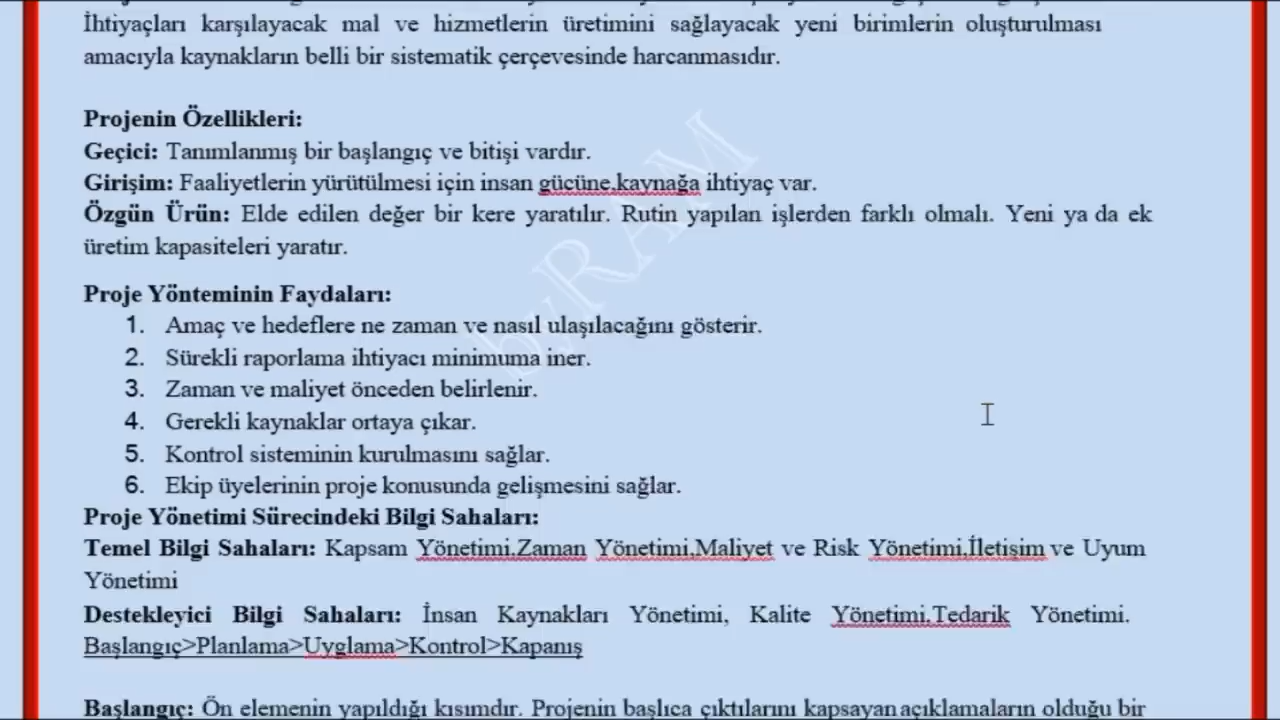 İhtiyaçları karşılayacak mal ve hizmetlerin üretimini sağlayacak yeni birimlerin oluşturulması
amacıyla kaynakların belli bir sistematik çerçevesinde harcanmasıdır.
Projenin Özellikleri:
Geçici: Tanımlanmış bir başlangıç ve bitişi vardır.
Girişim: Faaliyetlerin yürütülmesi için insan gücüne,kaynağa ihtiyaç var.
Özgün Ürün: Elde edilen değer bir kere yaratılır. Rutin yapılan işlerden farklı olmalı. Yeni ya da ek
üretim kapasiteleri yaratır.
Proje Yönteminin Faydaları:
1. Amaç ve hedeflere ne zaman ve nasıl ulaşılacağını gösterir.
2. Sürekli raporlama ihtiyacı minimuma iner.
3. Zaman ve maliyet önceden belirlenir.
4. Gerekli kaynaklar ortaya çıkar.
5. Kontrol sisteminin kurulmasını sağlar.
6. Ekip üyelerinin proje konusunda gelişmesini sağlar.
Proje Yönetimi Sürecindeki Bilgi Sahaları:
Temel Bilgi Sahaları: Kapsam Yönetimi,Zaman Yönetimi,Maliyet ve Risk Yönetimi,İletişim ve Uyum
Yönetimi
Destekleyici Bilgi Sahaları: İnsan Kaynakları Yönetimi, Kalite Yönetimi,Tedarik Yönetimi.
Başlangıç>Planlama>Uyglama>Kontrol>Kapanış
Başlangıç: Ön elemenin yapıldığı kısımdır. Projenin başlıca çıktılarını kapsayan açıklamaların olduğu bir
byRAM